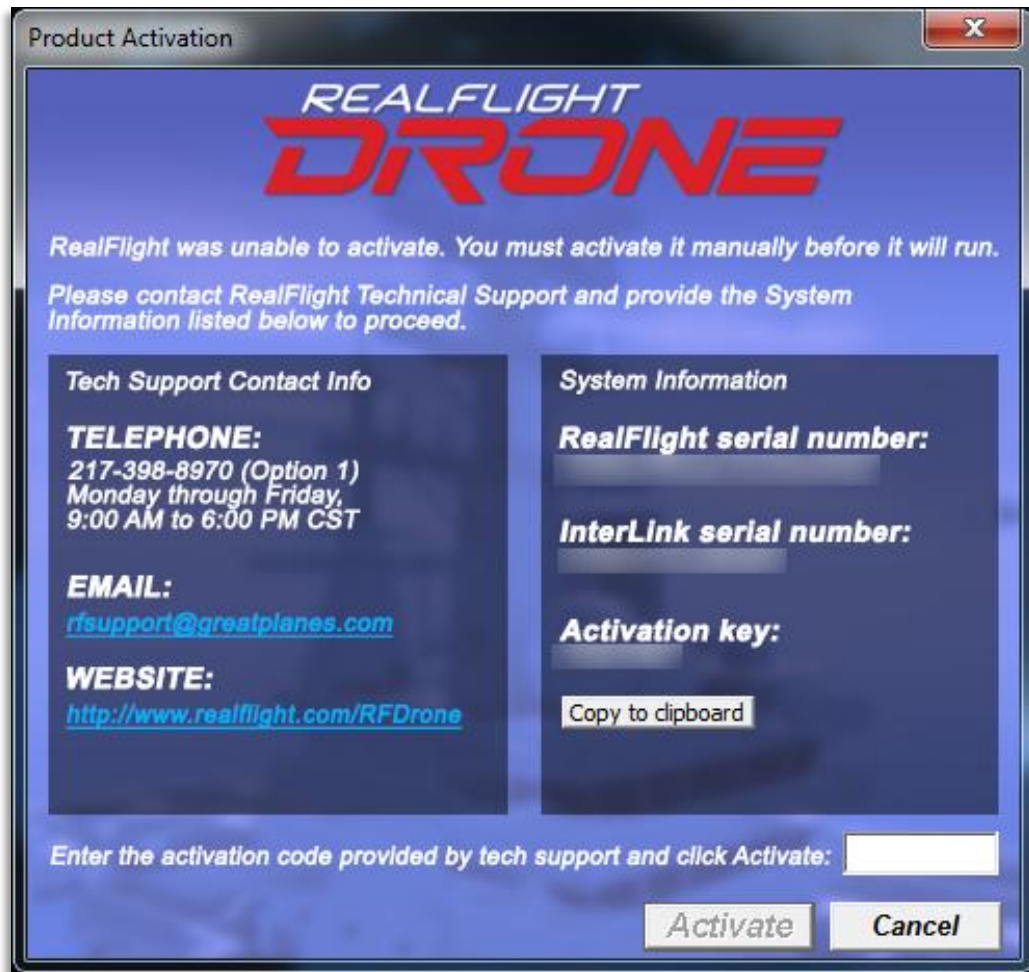 Product Activation
REALFLIGHT
DRONE
RealFlight was unable to activate. You must activate it manually before it will run.
Please contact RealFlight Technical Support and provide the System
Information listed below to proceed.
Tech Support Contact Info
TELEPHONE:
217-398-8970 (Option 1)
Monday through Friday,
9:00 AM to 6:00 PM CST
EMAIL:
rfsupport@greatplanes.com
WEBSITE:
http://www.realflight.com/RFDrone
System Information
RealFlight serial number:
InterLink serial number:
Activation key:
Copy to clipboard
Enter the activation code provided by tech support and click Activate:
Activate
Cancel